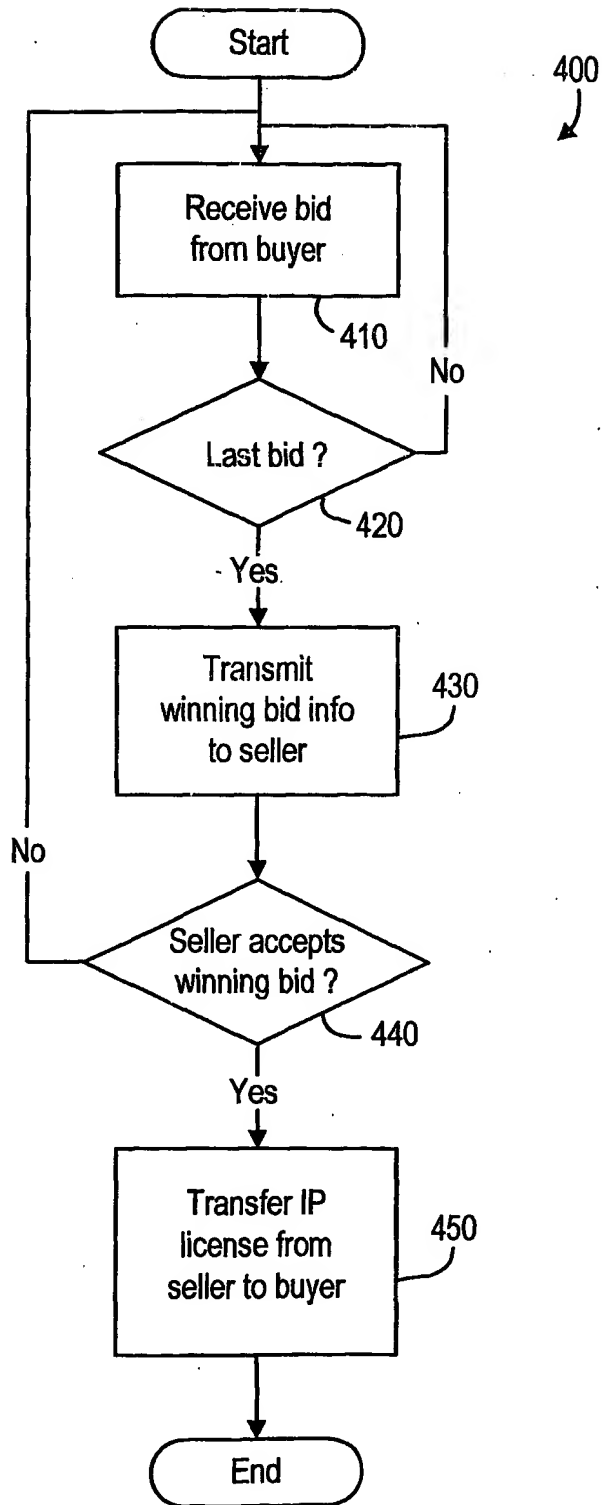 Start
400
Receive bid
from buyer
410
No
Last bid ?
420
Yes
Transmit
winning bid info
to seller
430
No
Seller accepts
winning bid ?
440
Yes
Transfer IP
license from
seller to buyer
450
End